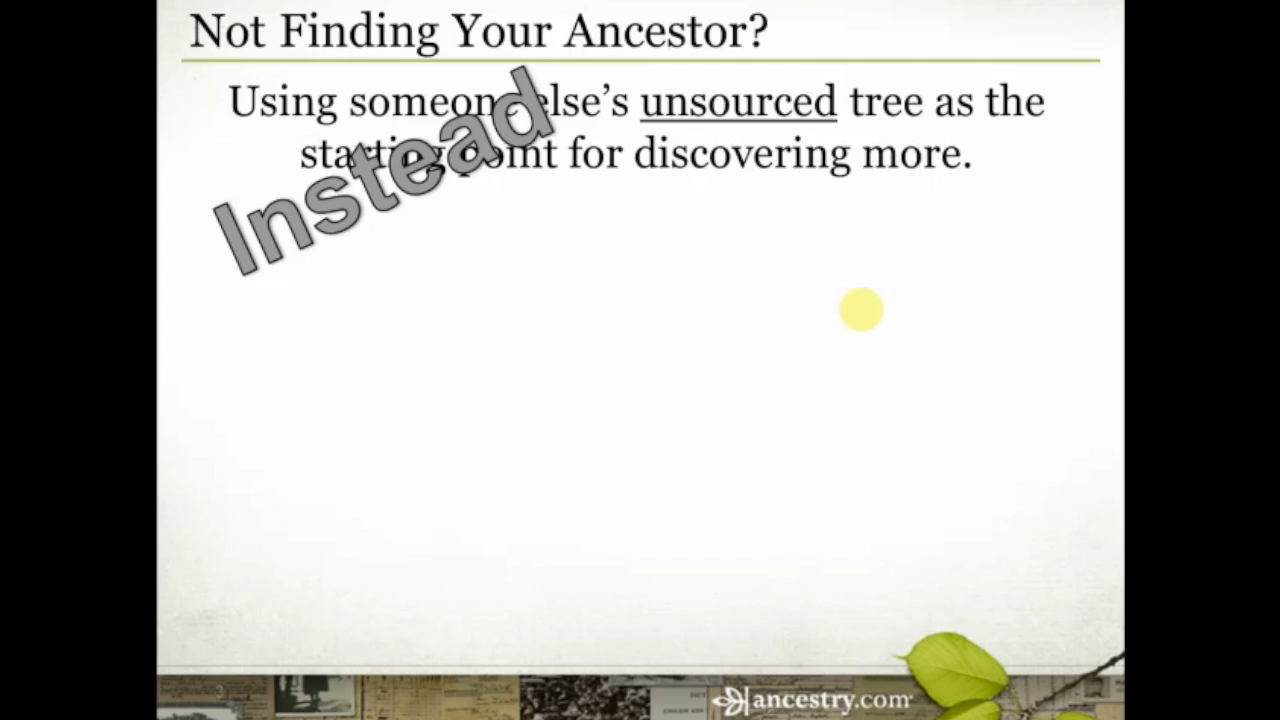 Not Finding Your Ancestor?
Using someone else's unsourced tree as the
starting point for discovering more.
Instead
ancestry.com